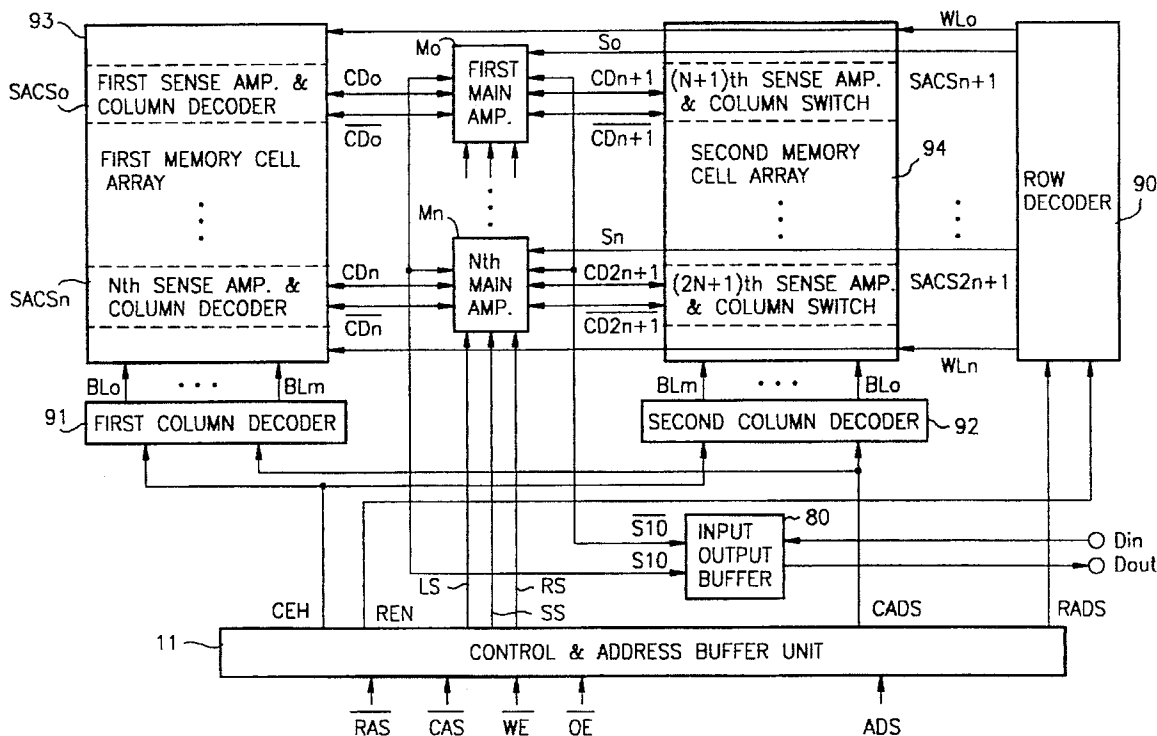 93
Mo
So
WLo
SACSo
FIRST SENSE AMP. &
COLUMN DECODER
CDo
CDo
FIRST
MAIN
AMP.
CDn+1
CDn+1
(N+1)th SENSE AMP.
& COLUMN SWITCH
SACSn+1
FIRST MEMORY CELL
ARRAY
SECOND MEMORY
CELL ARRAY
94
ROW
DECODER
90
Mn
Sn
SACSn
Nth SENSE AMP. &
COLUMN DECODER
CDn
CDn
Nth
MAIN
AMP.
CD2n+1
CD2n+1
(2N+1)th SENSE AMP.
& COLUMN SWITCH
SACS2n+1
WLn
BLo
BLm
BLm
BLo
91
FIRST COLUMN DECODER
SECOND COLUMN DECODER
92
80
S10
S10
INPUT
OUTPUT
BUFFER
Din
Dout
LS
RS
SS
CEH
REN
CADS
RADS
11
CONTROL & ADDRESS BUFFER UNIT
RAS
CAS
WE
OE
ADS